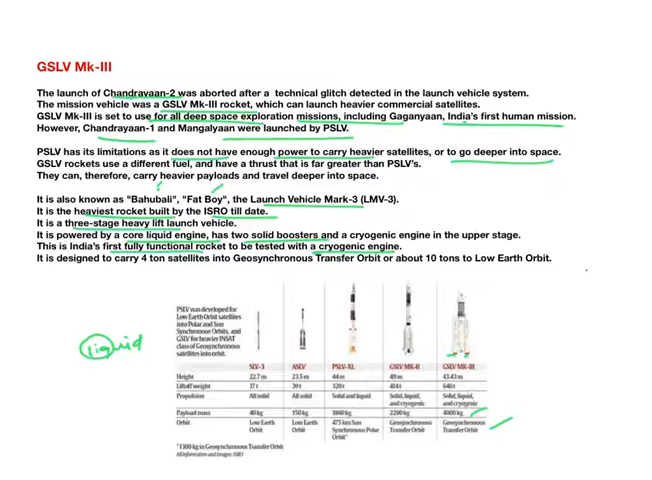 GSLV Mk-III
The launch of Chandrayaan-2 was aborted after a technical glitch detected in the launch vehicle system.
The mission vehicle was a GSLV Mk-III rocket, which can launch heavier commercial satellites.
GSLV Mk-III is set to use for all deep space exploration missions, including Gaganyaan, India's first human mission.
However, Chandrayaan-1 and Mangalyaan were launched by PSLV.
PSLV has its limitations as it does not have enough power to carry heavier satellites, or to go deeper into space.
GSLV rockets use a different fuel, and have a thrust that is far greater than PSLV's.
They can, therefore, carry heavier payloads and travel deeper into space.
It is also known as "Bahubali", "Fat Boy", the Launch Vehicle Mark-3 (LMV-3).
It is the heaviest rocket built by the ISRO till date.
It is a three-stage heavy lift launch vehicle.
It is powered by a core liquid engine, has two solid boosters and a cryogenic engine in the upper stage.
This is India's first fully functional rocket to be tested with a cryogenic engine.
It is designed to carry 4 ton satellites into Geosynchronous Transfer Orbit or about 10 tons to Low Earth Orbit.
liquid
PSLV was developed for
Low Earth Orbit satellites
into Polar and Sun
Synchronous Orbits, and
GSLV for heavier INSAT
class of Geosynchronous
satellites into orbit.
SLV-3 ASLV PSLV-XL GSLV MK-II GSLV MK-III
Height 22.7 m 23.5 m 44 m 49 m 43.43 m
Liftoff weight 17 t 39 t 320 t 414 t 640 t
Propulsion All solid All solid Solid and liquid Solid, liquid, and cryogenic Solid, liquid, and cryogenic
Payload mass 40 kg 150 kg 1860 kg 2200 kg 4000 kg
Orbit Low Earth Orbit Low Earth Orbit 475 km Sun Synchronous Polar Orbit* Geosynchronous Transfer Orbit Geosynchronous Transfer Orbit
*1300 kg in Geosynchronous Transfer Orbit
All information and images: ISRO